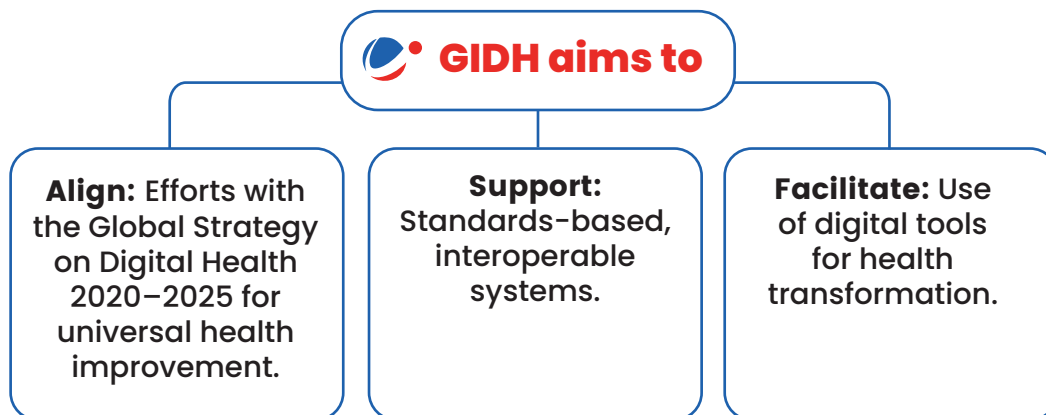 GIDH aims to
Align: Efforts with
the Global Strategy
on Digital Health
2020–2025 for
universal health
improvement.
Support:
Standards-based,
interoperable
systems.
Facilitate: Use
of digital tools
for health
transformation.